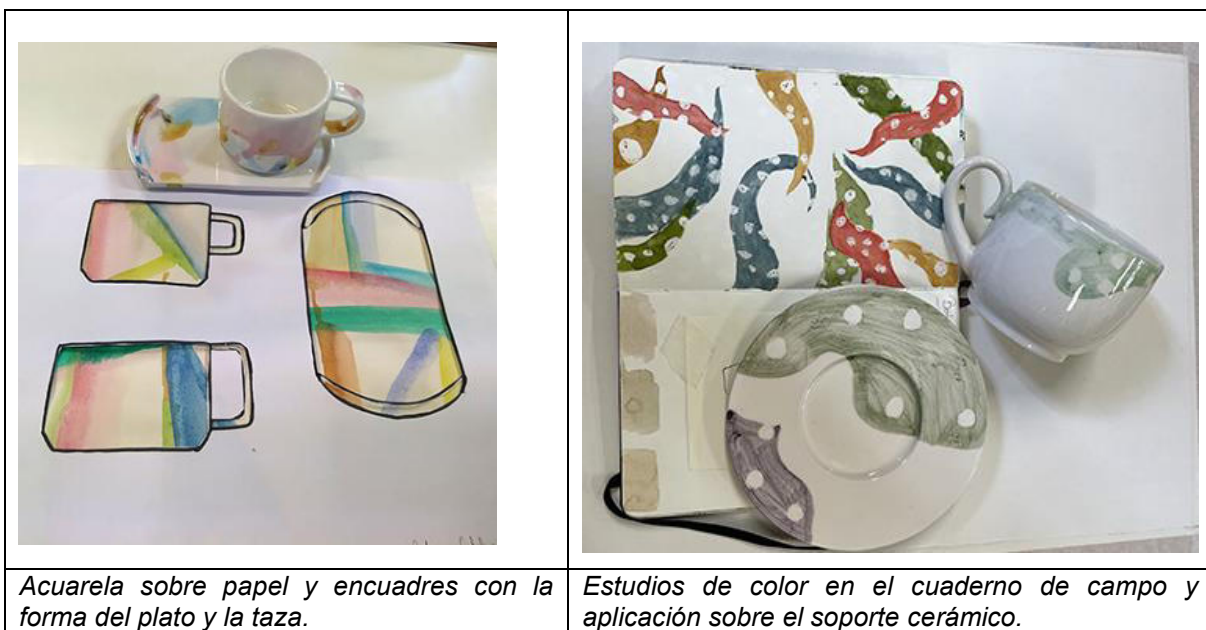 Acuarela sobre papel y encuadres con la
forma del plato y la taza.
Estudios de color en el cuaderno de campo y
aplicación sobre el soporte cerámico.